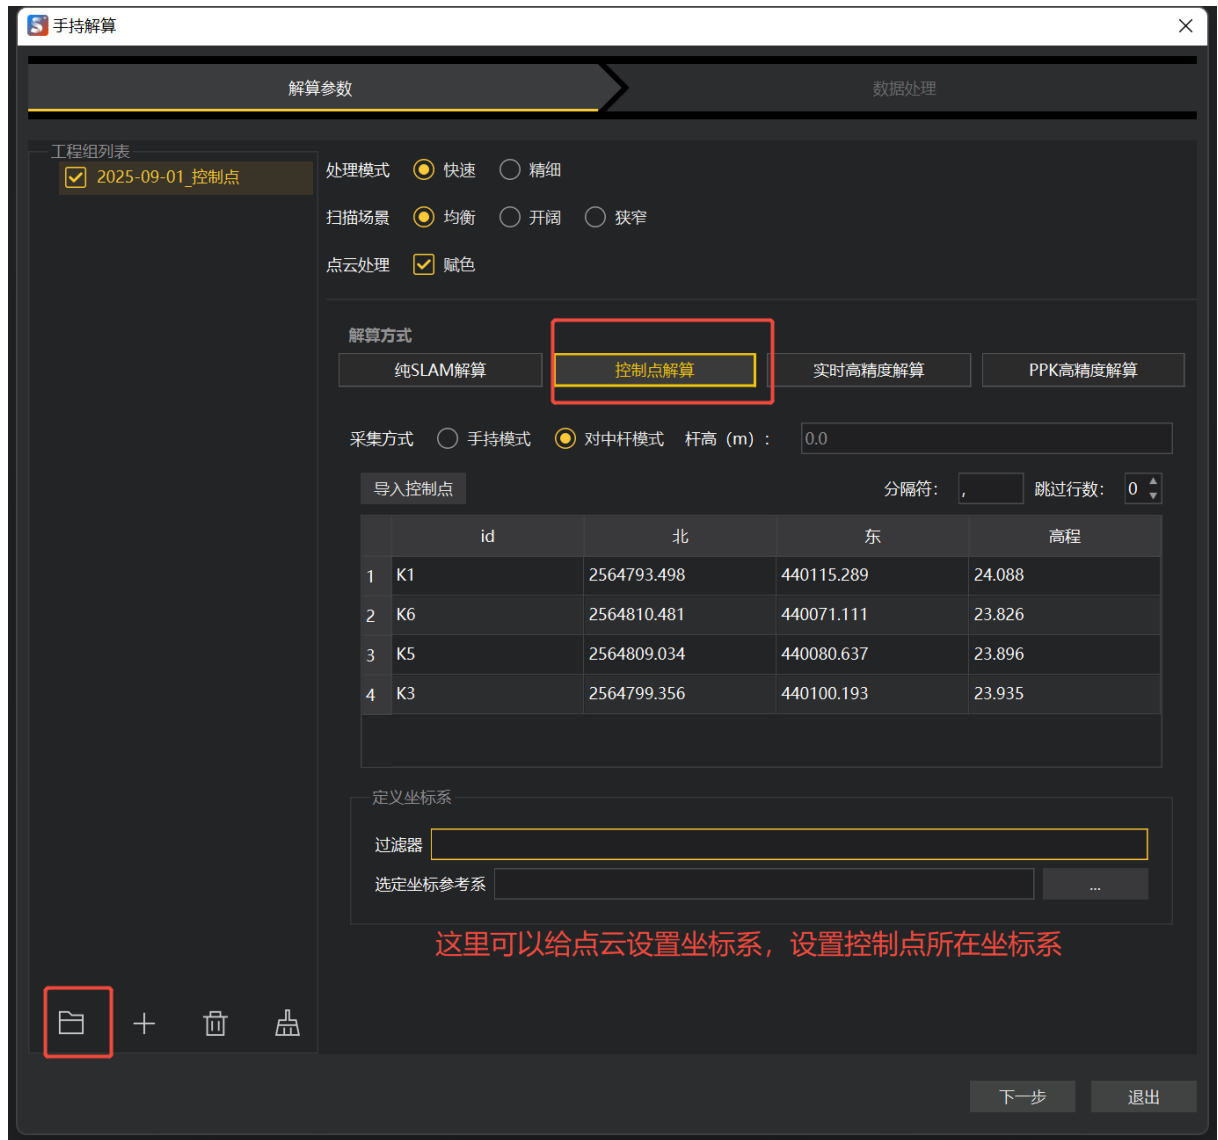 手持解算
解算参数 数据处理
工程组列表
2025-09-01_控制点
处理模式 快速 精细
扫描场景 均衡 开阔 狭窄
点云处理 赋色
解算方式
纯SLAM解算 控制点解算 实时高精度解算 PPK高精度解算
采集方式 手持模式 对中杆模式 杆高（m）： 0.0
导入控制点 分隔符： , 跳过行数： 0
id 北 东 高程
1 K1 2564793.498 440115.289 24.088
2 K6 2564810.481 440071.111 23.826
3 K5 2564809.034 440080.637 23.896
4 K3 2564799.356 440100.193 23.935
定义坐标系
过滤器
选定坐标参考系 ...
这里可以给点云设置坐标系，设置控制点所在坐标系
下一步 退出